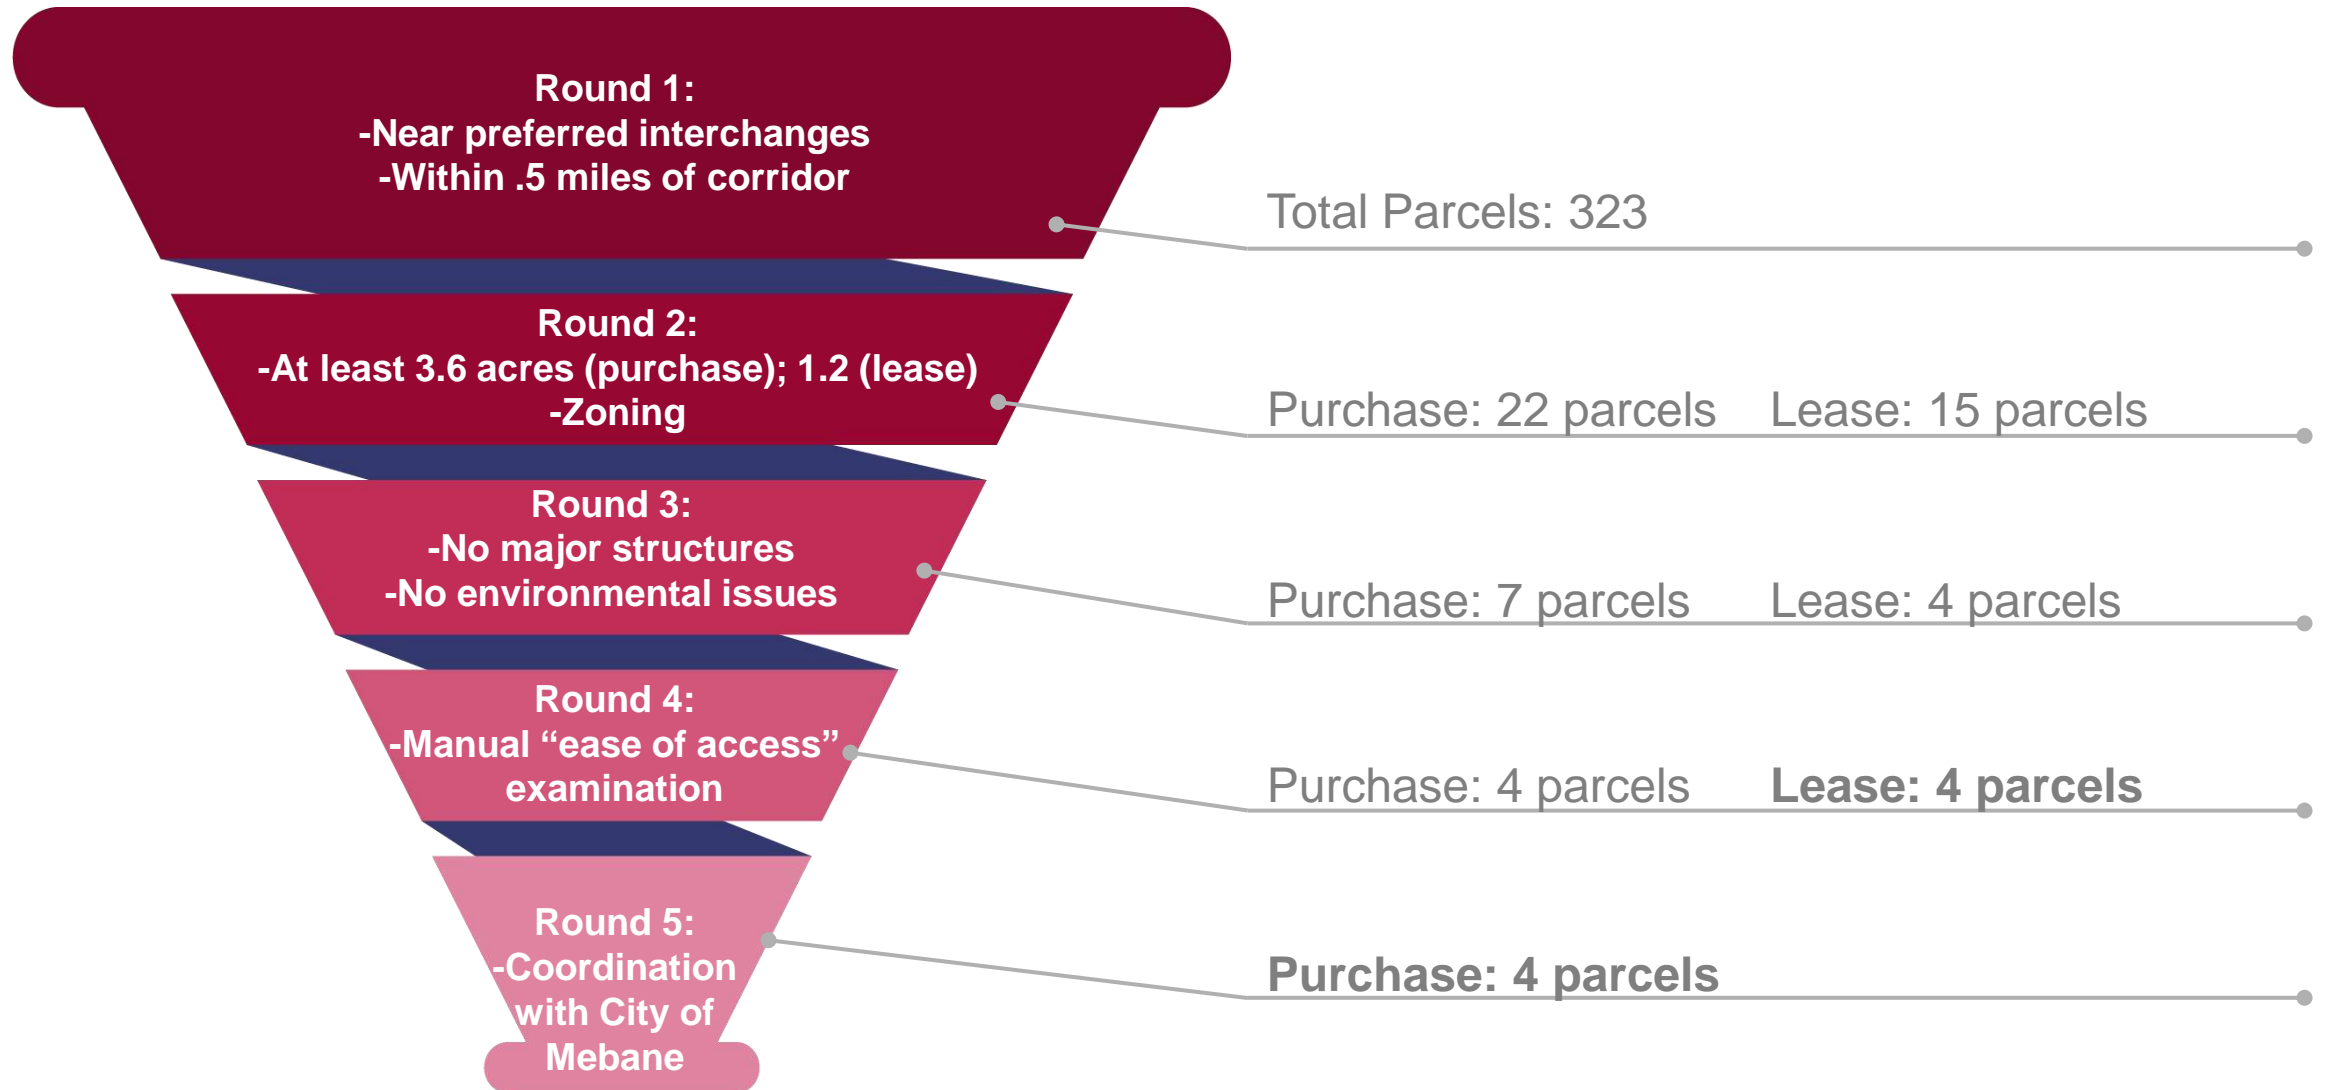 Round 1:
-Near preferred interchanges
-Within .5 miles of corridor
Total Parcels: 323
Round 2:
-At least 3.6 acres (purchase); 1.2 (lease)
-Zoning
Purchase: 22 parcels Lease: 15 parcels
Round 3:
-No major structures
-No environmental issues
Purchase: 7 parcels Lease: 4 parcels
Round 4:
-Manual “ease of access”
examination
Purchase: 4 parcels Lease: 4 parcels
Round 5:
-Coordination
with City of
Mebane
Purchase: 4 parcels